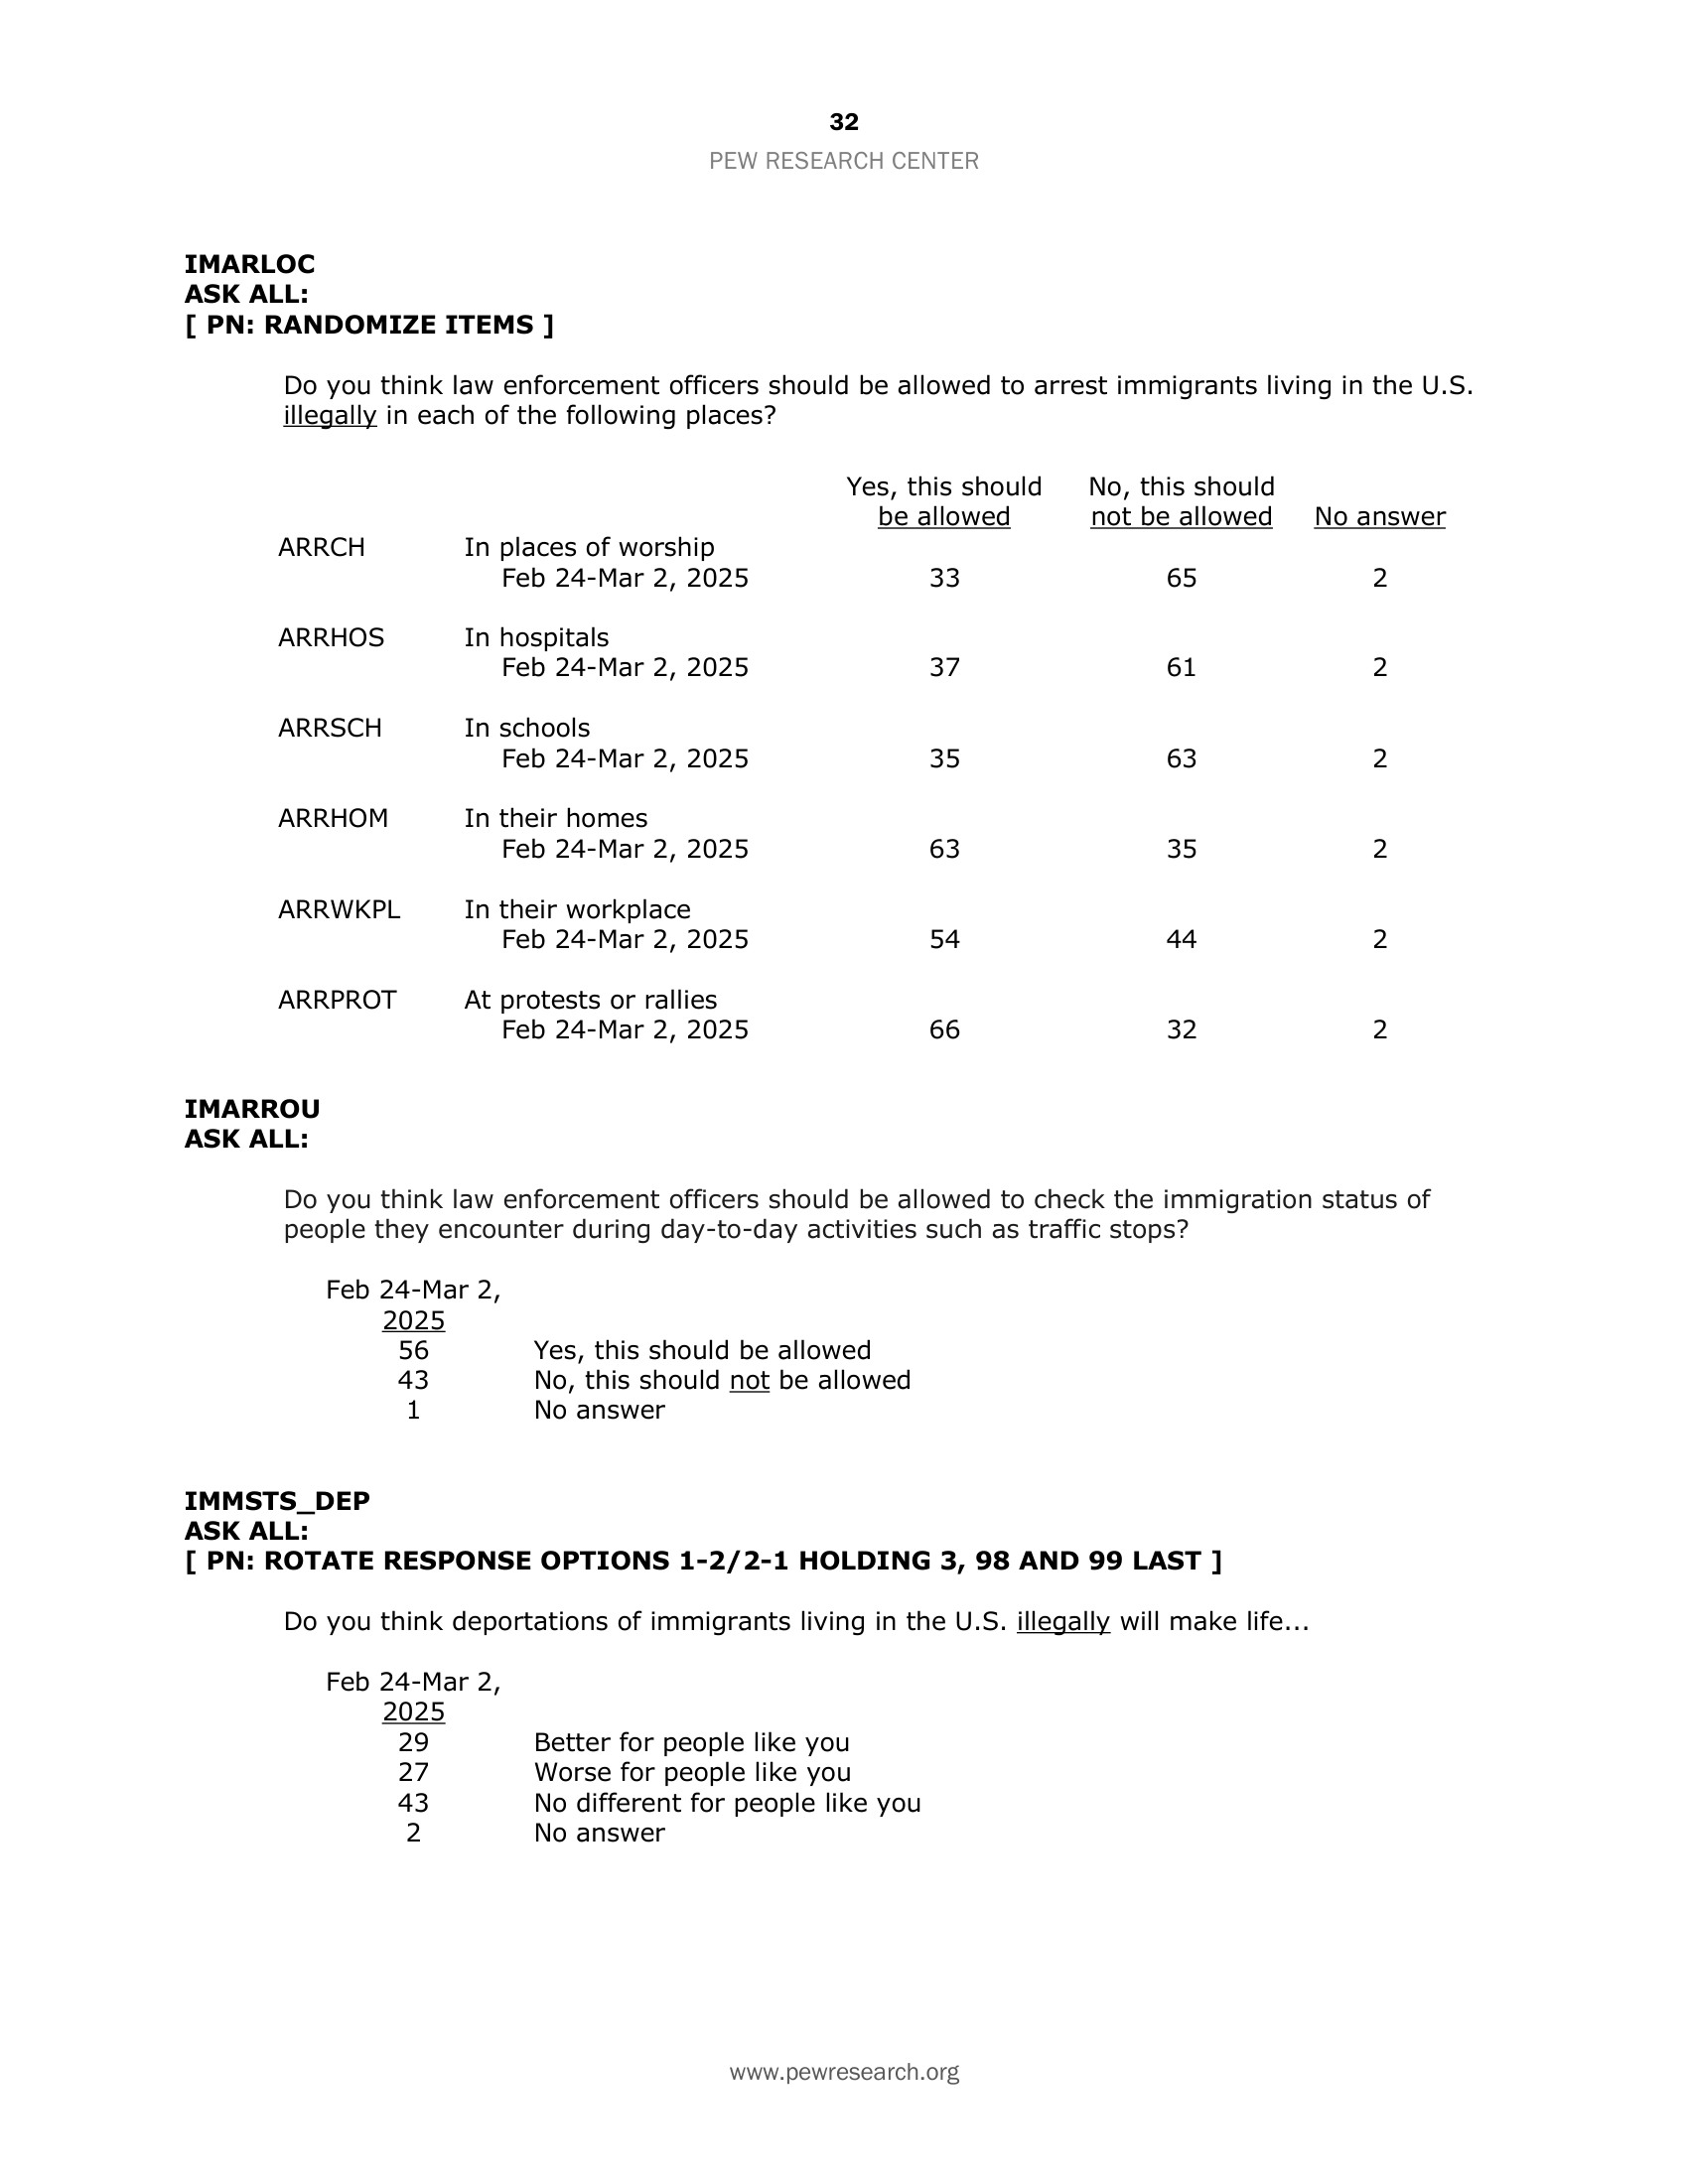 32
PEW RESEARCH CENTER
IMARLOC
ASK ALL:
[ PN: RANDOMIZE ITEMS ]
Do you think law enforcement officers should be allowed to arrest immigrants living in the U.S.
illegally in each of the following places?
Yes, this should No, this should
be allowed not be allowed No answer
ARRCH In places of worship
Feb 24-Mar 2, 2025 33 65 2
ARRHOS In hospitals
Feb 24-Mar 2, 2025 37 61 2
ARRSCH In schools
Feb 24-Mar 2, 2025 35 63 2
ARRHOM In their homes
Feb 24-Mar 2, 2025 63 35 2
ARRWKPL In their workplace
Feb 24-Mar 2, 2025 54 44 2
ARRPROT At protests or rallies
Feb 24-Mar 2, 2025 66 32 2
IMARROU
ASK ALL:
Do you think law enforcement officers should be allowed to check the immigration status of
people they encounter during day-to-day activities such as traffic stops?
Feb 24-Mar 2,
2025
56 Yes, this should be allowed
43 No, this should not be allowed
1 No answer
IMMSTS_DEP
ASK ALL:
[ PN: ROTATE RESPONSE OPTIONS 1-2/2-1 HOLDING 3, 98 AND 99 LAST ]
Do you think deportations of immigrants living in the U.S. illegally will make life…
Feb 24-Mar 2,
2025
29 Better for people like you
27 Worse for people like you
43 No different for people like you
2 No answer
www.pewresearch.org